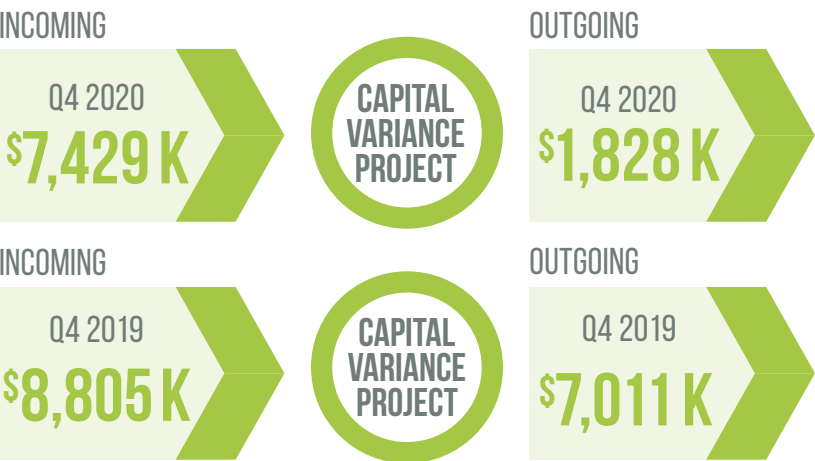 INCOMING
Q4 2020
$7,429 K
CAPITAL
VARIANCE
PROJECT
OUTGOING
Q4 2020
$1,828 K
INCOMING
Q4 2019
$8,805 K
CAPITAL
VARIANCE
PROJECT
OUTGOING
Q4 2019
$7,011 K